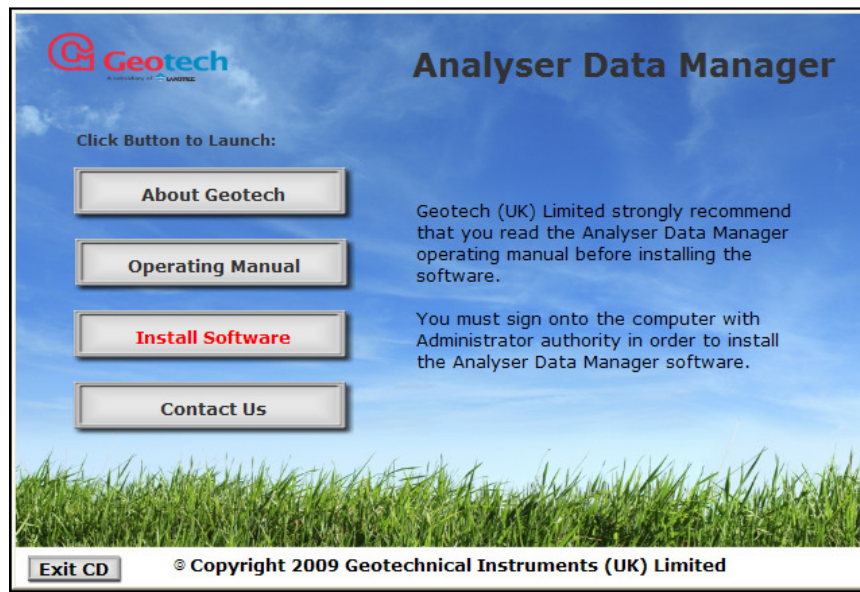 Geotech
A subsidiary of LANDTEC
Analyser Data Manager
Click Button to Launch:
About Geotech
Operating Manual
Install Software
Contact Us
Geotech (UK) Limited strongly recommend
that you read the Analyser Data Manager
operating manual before installing the
software.
You must sign onto the computer with
Administrator authority in order to install
the Analyser Data Manager software.
Exit CD
© Copyright 2009 Geotechnical Instruments (UK) Limited